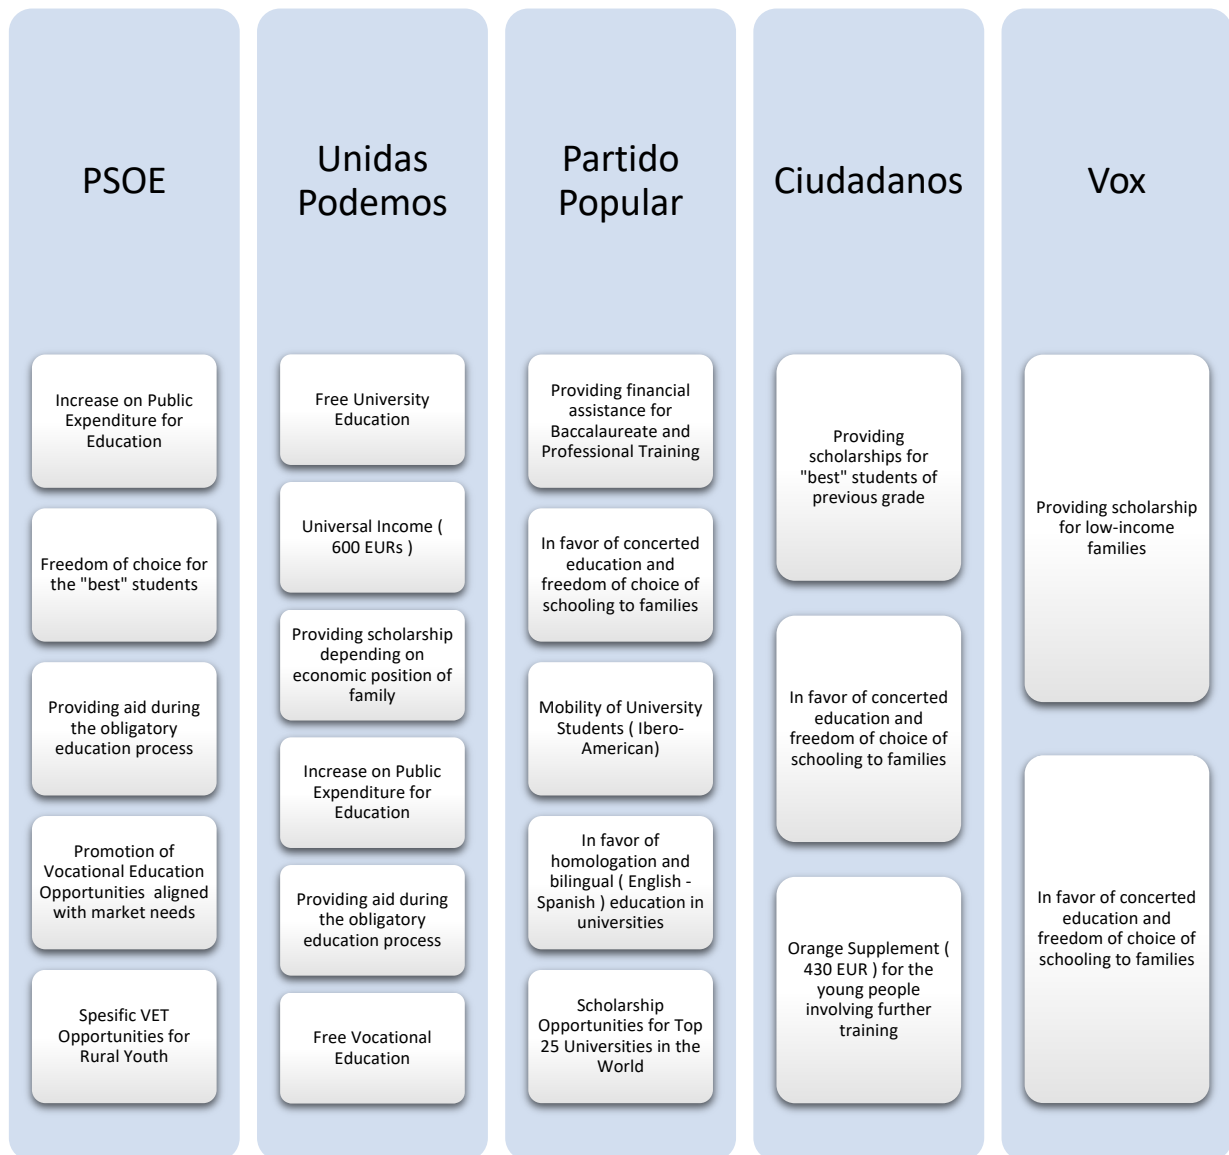 PSOE
Increase on Public
Expenditure for
Education
Freedom of choice for
the "best" students
Providing aid during
the obligatory
education process
Promotion of
Vocational Education
Opportunities aligned
with market needs
Spesific VET
Opportunities for
Rural Youth
Unidas
Podemos
Free University
Education
Universal Income (
600 EURs )
Providing scholarship
depending on
economic position of
family
Increase on Public
Expenditure for
Education
Providing aid during
the obligatory
education process
Free Vocational
Education
Partido
Popular
Providing financial
assistance for
Baccalaureate and
Professional Training
In favor of concerted
education and
freedom of choice of
schooling to families
Mobility of University
Students ( Ibero-
American)
In favor of
homologation and
bilingual ( English -
Spanish ) education in
universities
Scholarship
Opportunities for Top
25 Universities in the
World
Ciudadanos
Providing
scholarships for
"best" students of
previous grade
In favor of concerted
education and
freedom of choice of
schooling to families
Orange Supplement (
430 EUR ) for the
young people
involving further
training
Vox
Providing scholarship
for low-income
families
In favor of concerted
education and
freedom of choice of
schooling to families